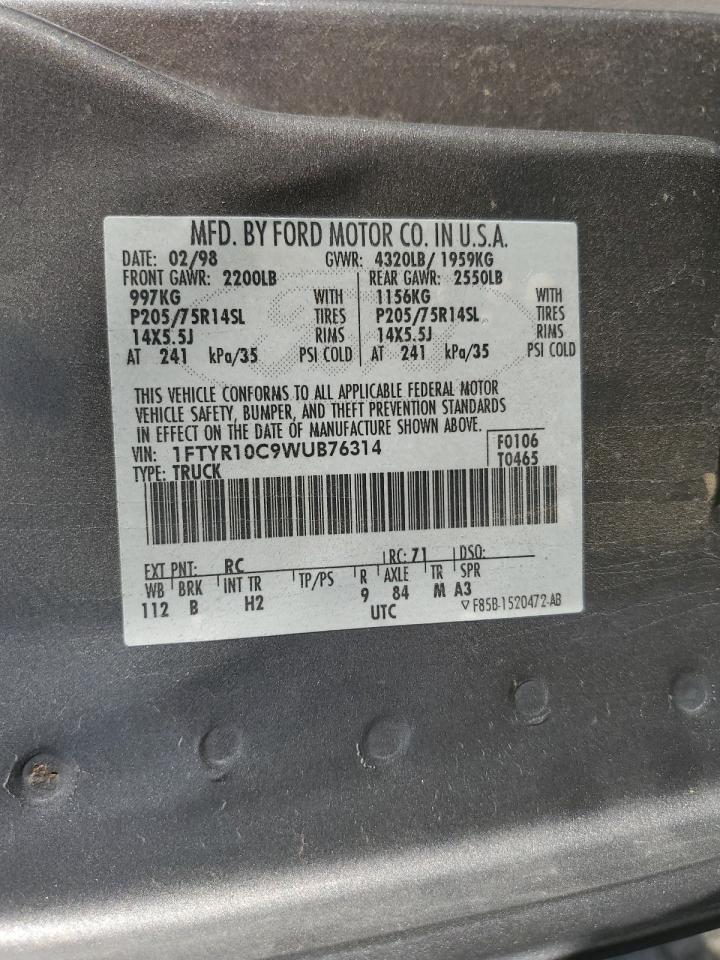 MFD. BY FORD MOTOR CO. IN U.S.A.
DATE: 02/98 GVWR: 4320LB/ 1959KG
FRONT GAWR: 2200LB REAR GAWR: 2550LB
997KG WITH 1156KG WITH
P205/75R14SL TIRES P205/75R14SL TIRES
14X5.5J RIMS 14X5.5J RIMS
AT 241 kPa/35 PSI COLD AT 241 kPa/35 PSI COLD
THIS VEHICLE CONFORMS TO ALL APPLICABLE FEDERAL MOTOR
VEHICLE SAFETY, BUMPER, AND THEFT PREVENTION STANDARDS
IN EFFECT ON THE DATE OF MANUFACTURE SHOWN ABOVE.
VIN: 1FTYR10C9WUB76314 F0106
TYPE: TRUCK T0465
EXT PNT: RC RC: 71 DSO:
WB BRK INT TR TP/PS R AXLE TR SPR
112 B H2 9 84 M A3
UTC ▽ F85B-1520472-AB